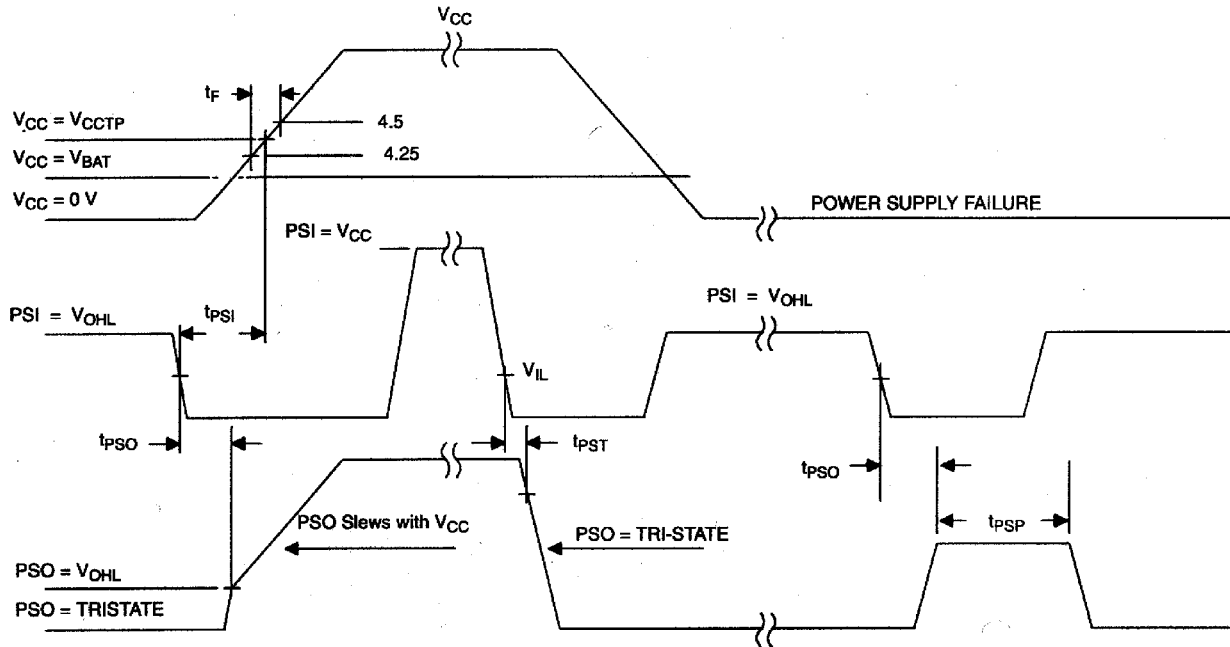 VCC
tF
VCC = VCCTP
4.5
VCC = VBAT
4.25
VCC = 0 V
POWER SUPPLY FAILURE
PSI = VCC
PSI = VOHL
tPSI
PSI = VOHL
VIL
tPSO
tPST
tPSO
PSO Slews with VCC
PSO = TRI-STATE
tPSP
PSO = VOHL
PSO = TRISTATE